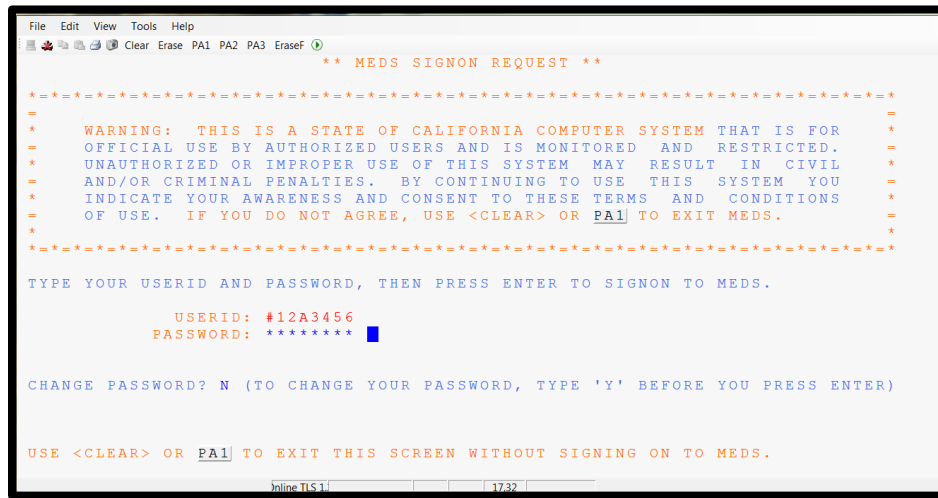 File Edit View Tools Help
Clear Erase PA1 PA2 PA3 EraseF
** MEDS SIGNON REQUEST **
*=*=*=*=*=*=*=*=*=*=*=*=*=*=*=*=*=*=*=*=*=*=*=*=*=*=*=*=*=*=*=*=*=*=*=*=*=*=*
= =
* WARNING: THIS IS A STATE OF CALIFORNIA COMPUTER SYSTEM THAT IS FOR *
= OFFICIAL USE BY AUTHORIZED USERS AND IS MONITORED AND RESTRICTED. =
* UNAUTHORIZED OR IMPROPER USE OF THIS SYSTEM MAY RESULT IN CIVIL *
= AND/OR CRIMINAL PENALTIES. BY CONTINUING TO USE THIS SYSTEM YOU =
* INDICATE YOUR AWARENESS AND CONSENT TO THESE TERMS AND CONDITIONS *
= OF USE. IF YOU DO NOT AGREE, USE <CLEAR> OR PA1 TO EXIT MEDS. =
* *
*=*=*=*=*=*=*=*=*=*=*=*=*=*=*=*=*=*=*=*=*=*=*=*=*=*=*=*=*=*=*=*=*=*=*=*=*=*=*
TYPE YOUR USERID AND PASSWORD, THEN PRESS ENTER TO SIGNON TO MEDS.
USERID: #12A3456
PASSWORD: ********
CHANGE PASSWORD? N (TO CHANGE YOUR PASSWORD, TYPE 'Y' BEFORE YOU PRESS ENTER)
USE <CLEAR> OR PA1 TO EXIT THIS SCREEN WITHOUT SIGNING ON TO MEDS.
TLS 17,32